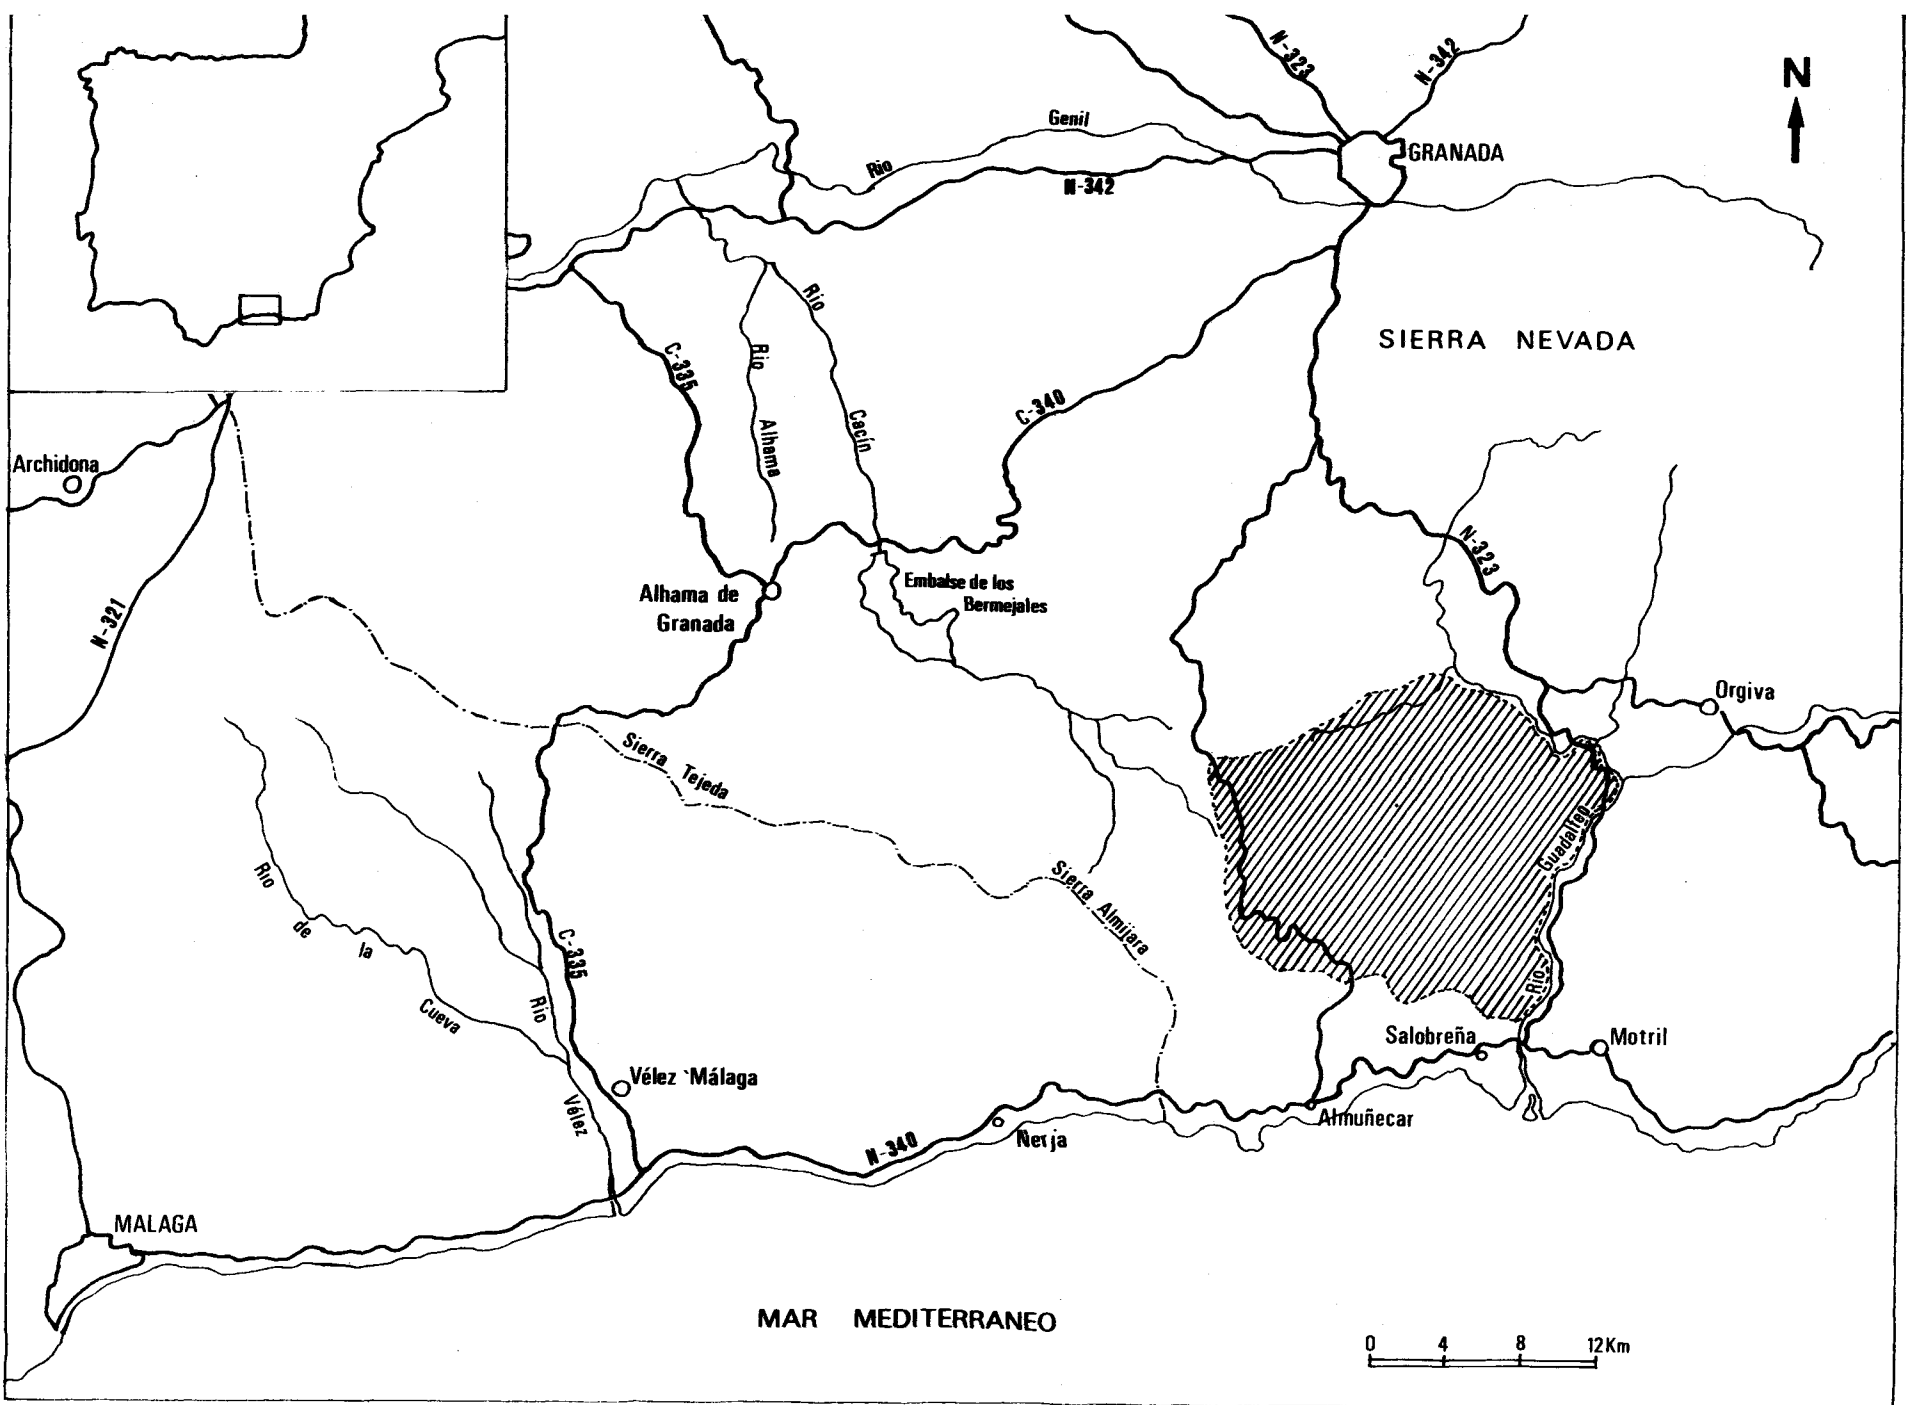 N-323
N-342
N
Genil
GRANADA
Rio
N-342
Rio
SIERRA NEVADA
C-335
Rio
C-340
Cacín
Alhama
Archidona
N-323
Embalse de los
Bermejales
Alhama de
Granada
N-321
Orgiva
Sierra Tejeda
Guadalfeo
Rio
Sierra Almijara
de
la
C-335
Rio
Rio
Cueva
Salobreña
Motril
Vélez Málaga
Vélez
Almuñecar
Nerja
N-340
MALAGA
MAR MEDITERRANEO
0 4 8 12Km